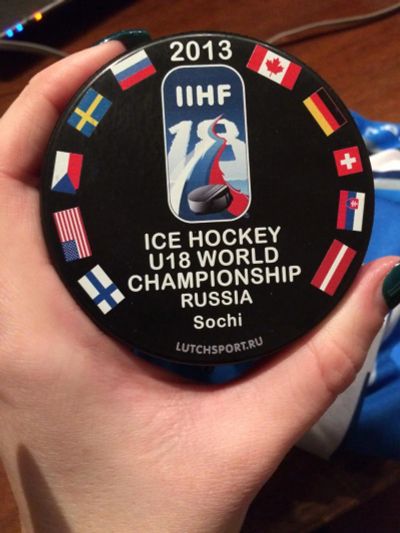 2013
IIHF
18
ICE HOCKEY
U18 WORLD
CHAMPIONSHIP
RUSSIA
Sochi
LUTCHSPORT.RU